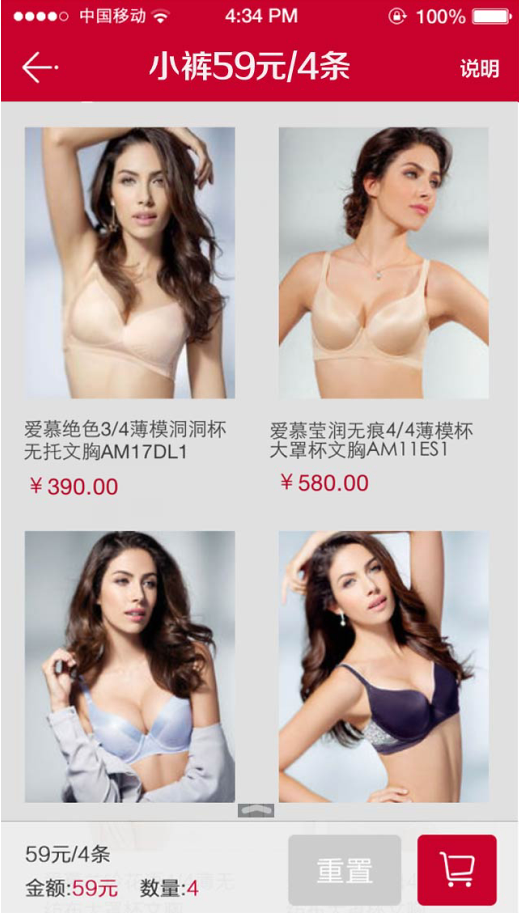 中国移动 4:34 PM 100%
小裤59元/4条
说明
爱慕绝色3/4薄模洞洞杯
无托文胸AM17DL1
¥390.00
爱慕莹润无痕4/4薄模杯
大罩杯文胸AM11ES1
¥580.00
59元/4条
金额:59元 数量:4
重置